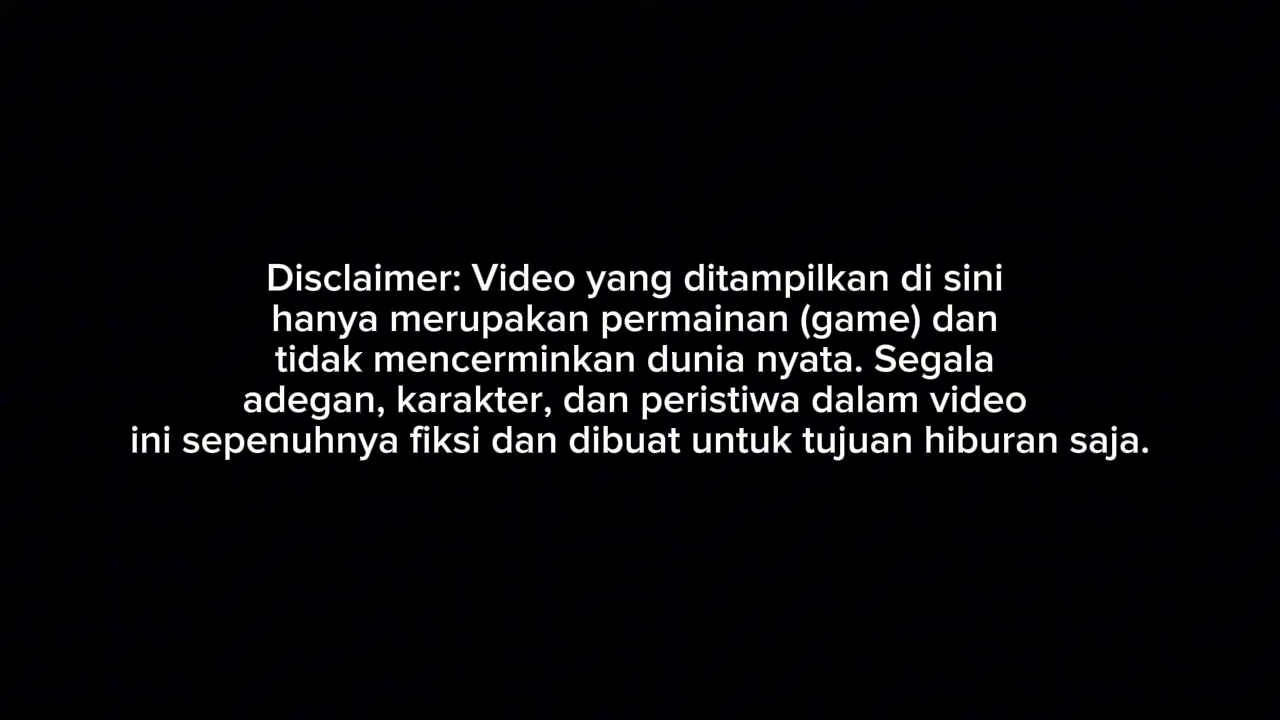 Disclaimer: Video yang ditampilkan di sini
hanya merupakan permainan (game) dan
tidak mencerminkan dunia nyata. Segala
adegan, karakter, dan peristiwa dalam video
ini sepenuhnya fiksi dan dibuat untuk tujuan hiburan saja.